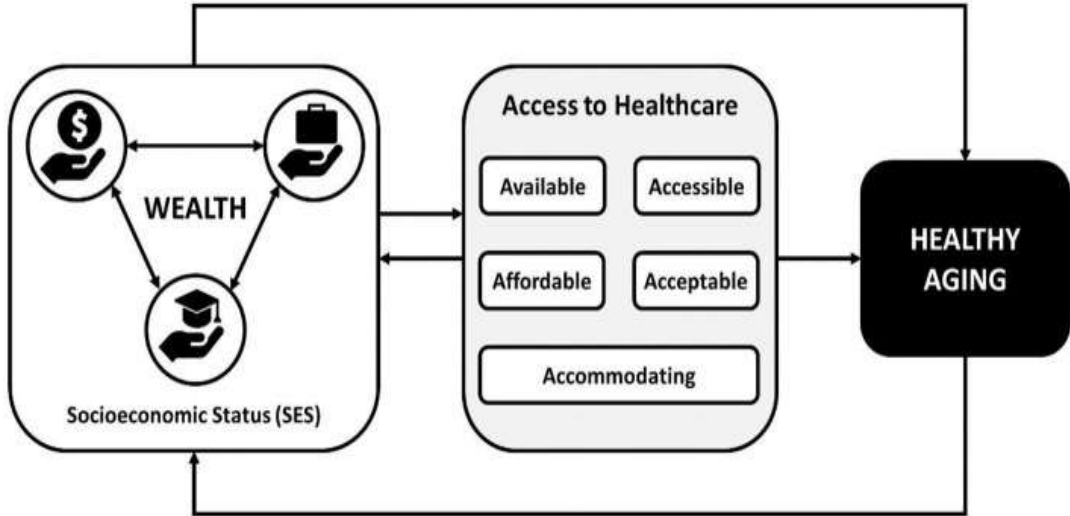 $
WEALTH
Socioeconomic Status (SES)
Access to Healthcare
Available
Accessible
Affordable
Acceptable
Accommodating
HEALTHY
AGING